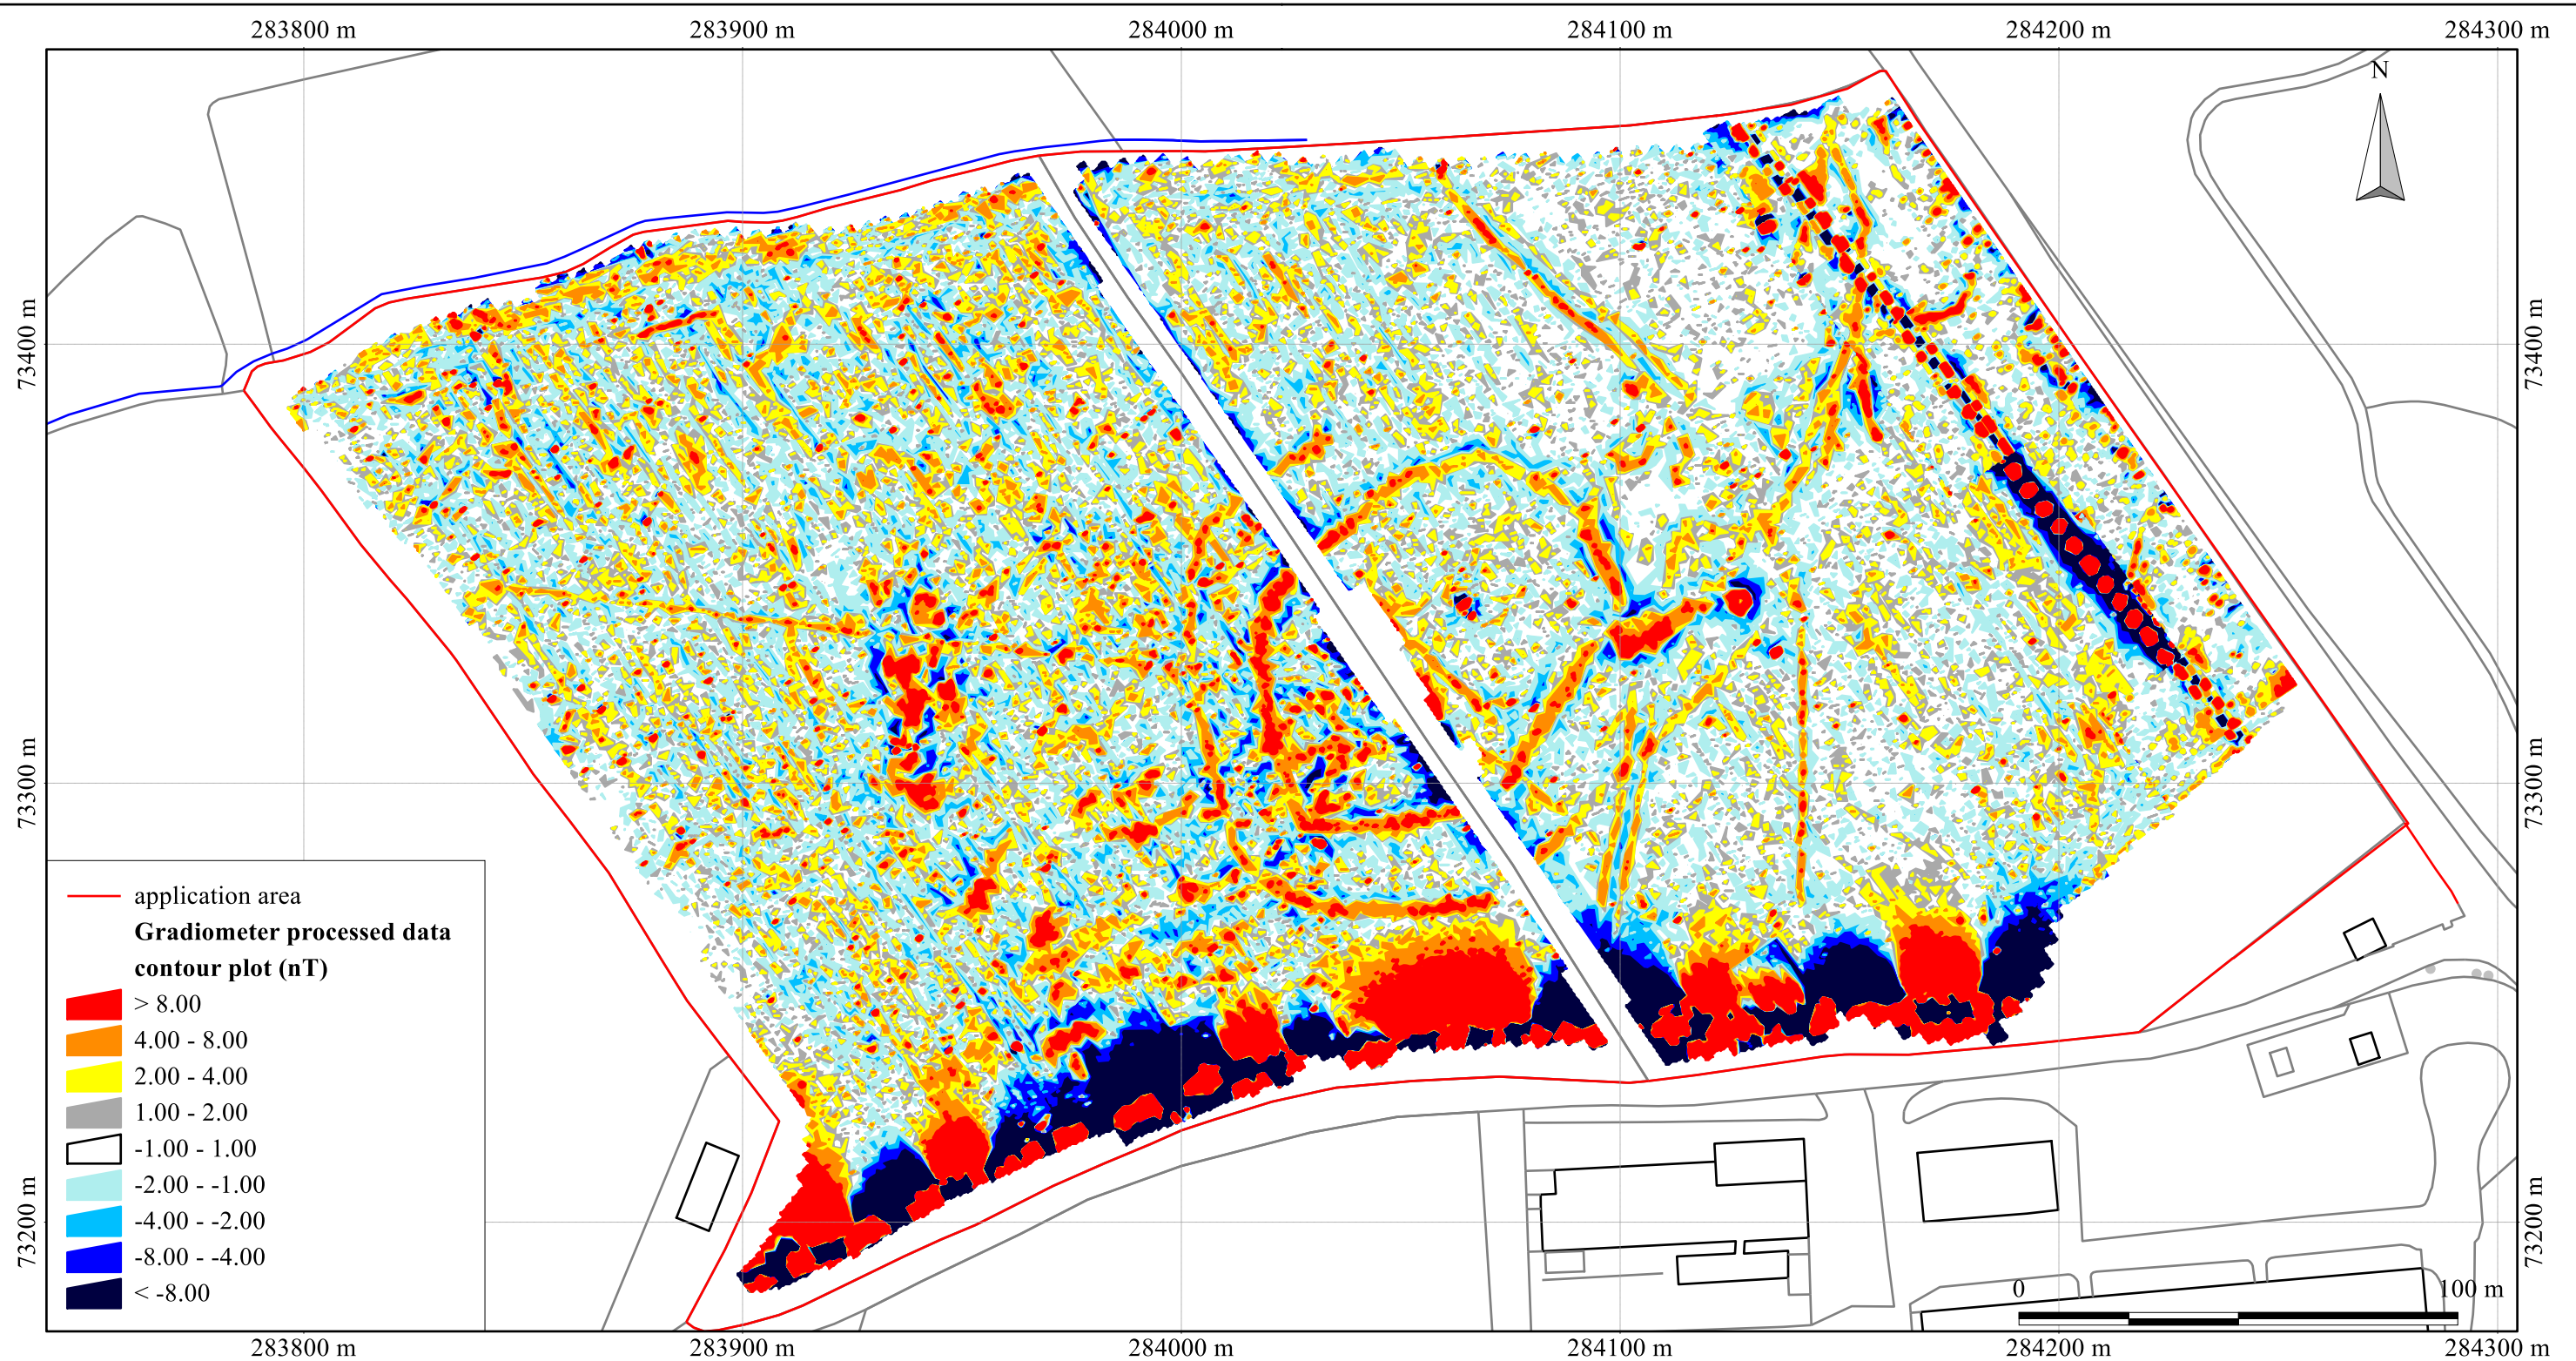 283800 m 283900 m 284000 m 284100 m 284200 m 284300 m
N
73400 m 73400 m
73300 m 73300 m
application area
Gradiometer processed data
contour plot (nT)
> 8.00
4.00 - 8.00
2.00 - 4.00
1.00 - 2.00
-1.00 - 1.00
-2.00 - -1.00
-4.00 - -2.00
-8.00 - -4.00
< -8.00
73200 m 73200 m
0 100 m
283800 m 283900 m 284000 m 284100 m 284200 m 284300 m